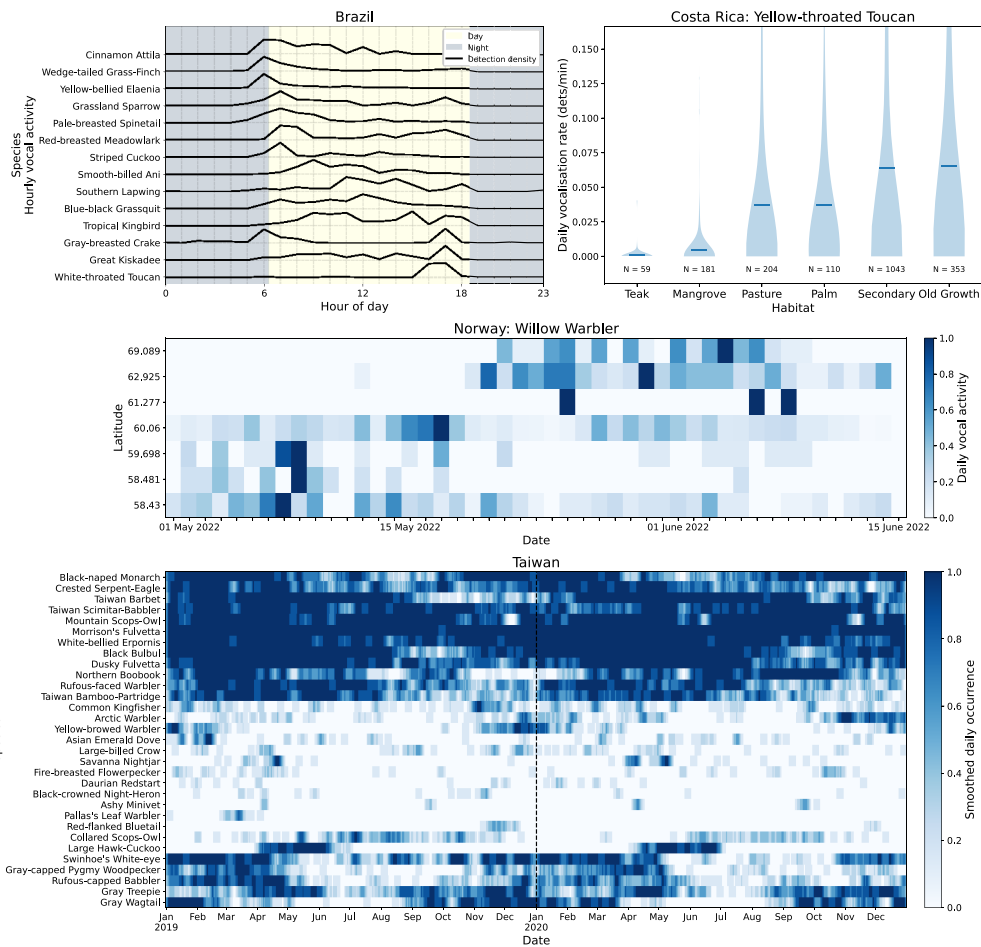 Brazil
Species
Hourly vocal activity
Cinnamon Attila
Wedge-tailed Grass-Finch
Yellow-bellied Elaenia
Grassland Sparrow
Pale-breasted Spinetail
Red-breasted Meadowlark
Striped Cuckoo
Smooth-billed Ani
Southern Lapwing
Blue-black Grassquit
Tropical Kingbird
Gray-breasted Crake
Great Kiskadee
White-throated Toucan
Day
Night
Detection density
0 6 12 18 23
Hour of day
Costa Rica: Yellow-throated Toucan
Daily vocalisation rate (dets/min)
0.150
0.125
0.100
0.075
0.050
0.025
0.000
N = 59 N = 181 N = 204 N = 110 N = 1043 N = 353
Teak Mangrove Pasture Palm Secondary Old Growth
Habitat
Norway: Willow Warbler
Latitude
69.089
62.925
61.277
60.06
59.698
58.481
58.43
01 May 2022 15 May 2022 01 June 2022 15 June 2022
Date
1.0
0.8
0.6
0.4
0.2
0.0
Daily vocal activity
Taiwan
Black-naped Monarch
Crested Serpent-Eagle
Taiwan Barbet
Taiwan Scimitar-Babbler
Mountain Scops-Owl
Morrison's Fulvetta
White-bellied Erpornis
Black Bulbul
Dusky Fulvetta
Northern Boobook
Rufous-faced Warbler
Taiwan Bamboo-Partridge
Common Kingfisher
Arctic Warbler
Yellow-browed Warbler
Asian Emerald Dove
Large-billed Crow
Savanna Nightjar
Fire-breasted Flowerpecker
Daurian Redstart
Black-crowned Night-Heron
Ashy Minivet
Pallas's Leaf Warbler
Red-flanked Bluetail
Collared Scops-Owl
Large Hawk-Cuckoo
Swinhoe's White-eye
Gray-capped Pygmy Woodpecker
Rufous-capped Babbler
Gray Treepie
Gray Wagtail
Jan Feb Mar Apr May Jun Jul Aug Sep Oct Nov Dec Jan Feb Mar Apr May Jun Jul Aug Sep Oct Nov Dec
2019 2020
Date
1.0
0.8
0.6
0.4
0.2
0.0
Smoothed daily occurrence